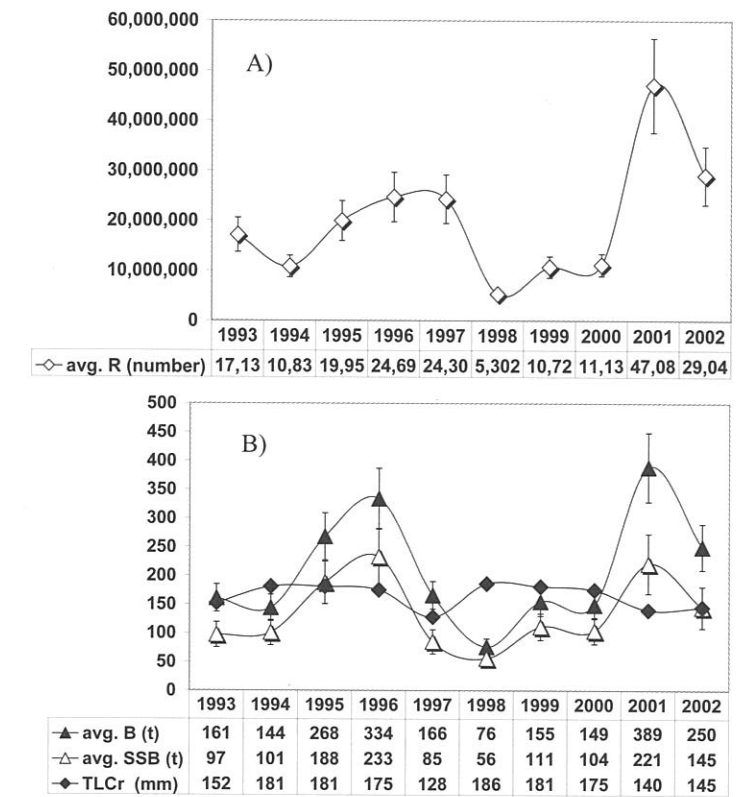 60,000,000
50,000,000
40,000,000
30,000,000
20,000,000
10,000,000
0
A)
1993 1994 1995 1996 1997 1998 1999 2000 2001 2002
avg. R (number) 17,13 10,83 19,95 24,69 24,30 5,302 10,72 11,13 47,08 29,04
500
450
400
350
300
250
200
150
100
50
0
B)
1993 1994 1995 1996 1997 1998 1999 2000 2001 2002
avg. B (t) 161 144 268 334 166 76 155 149 389 250
avg. SSB (t) 97 101 188 233 85 56 111 104 221 145
TLCr (mm) 152 181 181 175 128 186 181 175 140 145